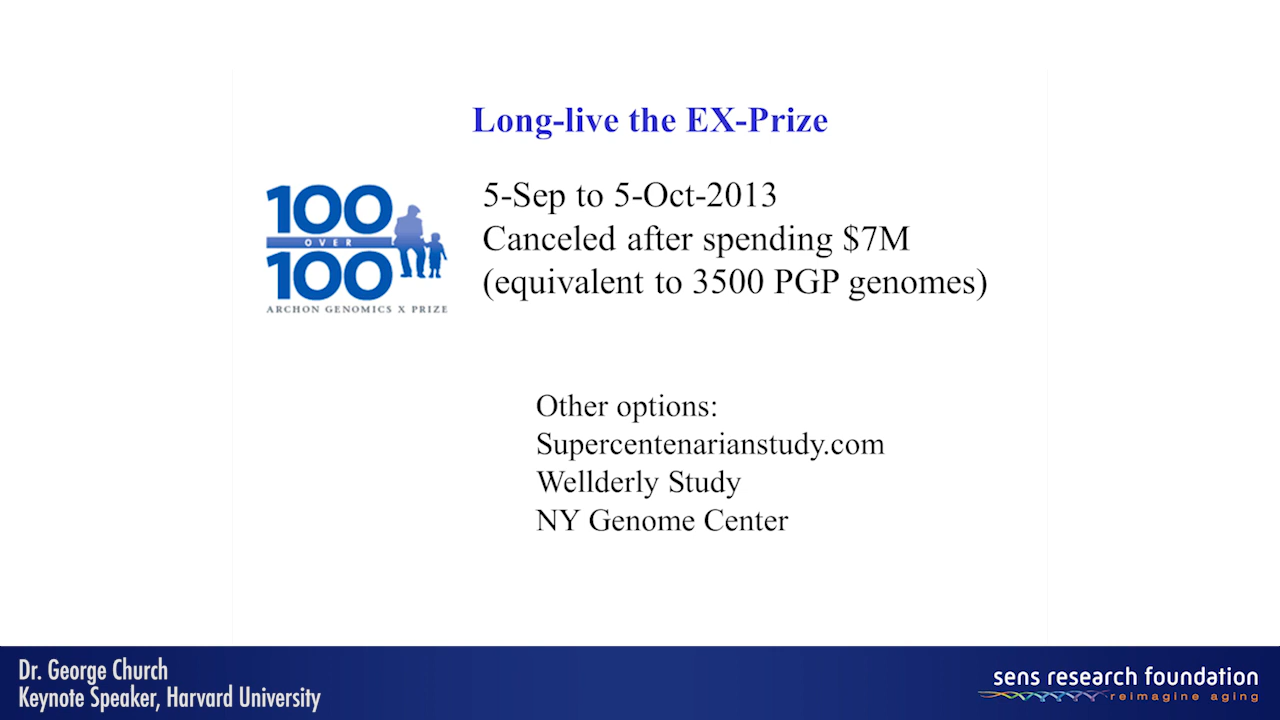 Long-live the EX-Prize
100
OVER
100
ARCHON GENOMICS X PRIZE
5-Sep to 5-Oct-2013
Canceled after spending $7M
(equivalent to 3500 PGP genomes)
Other options:
Supercentenarianstudy.com
Wellderly Study
NY Genome Center
Dr. George Church
Keynote Speaker, Harvard University
sens research foundation
reimagine aging